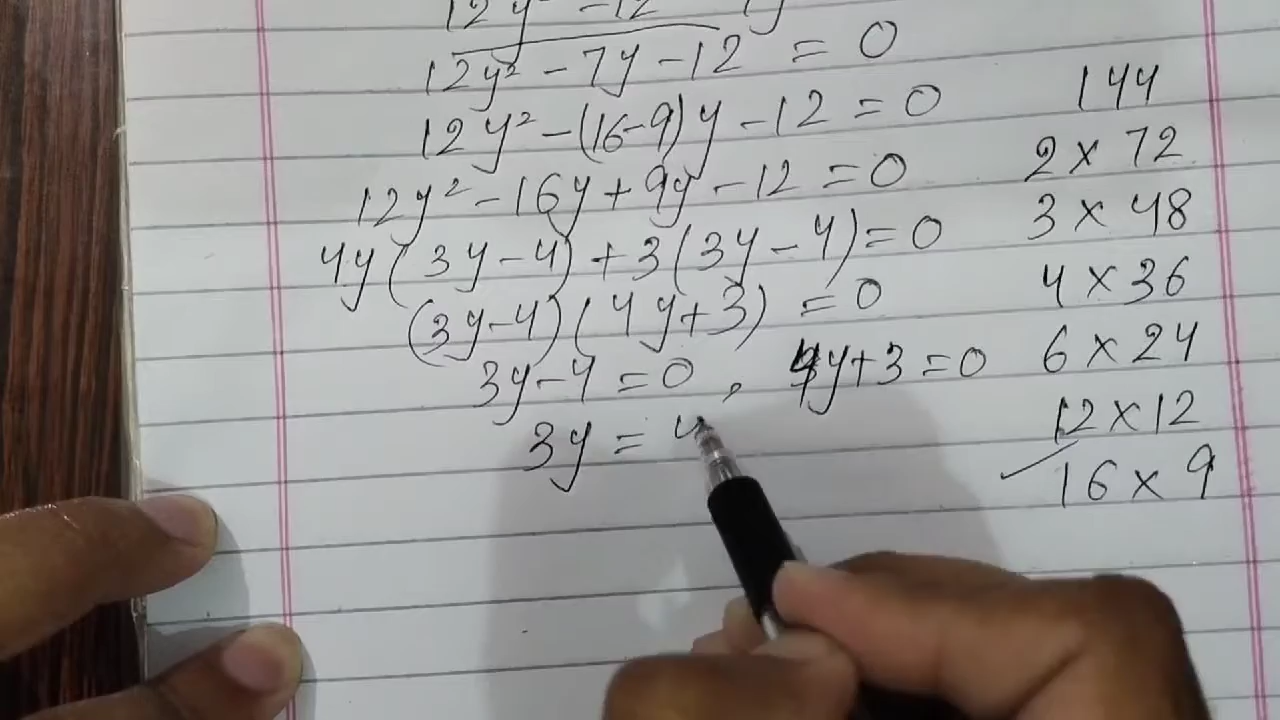 12y² - 12
12y² - 7y - 12 = 0
12y² - (16-9)y - 12 = 0
12y² - 16y + 9y - 12 = 0
4y(3y - 4) + 3(3y - 4) = 0
(3y - 4)(4y + 3) = 0
3y - 4 = 0, 4y + 3 = 0
3y = 4
144
2 × 72
3 × 48
4 × 36
6 × 24
12 × 12
16 × 9